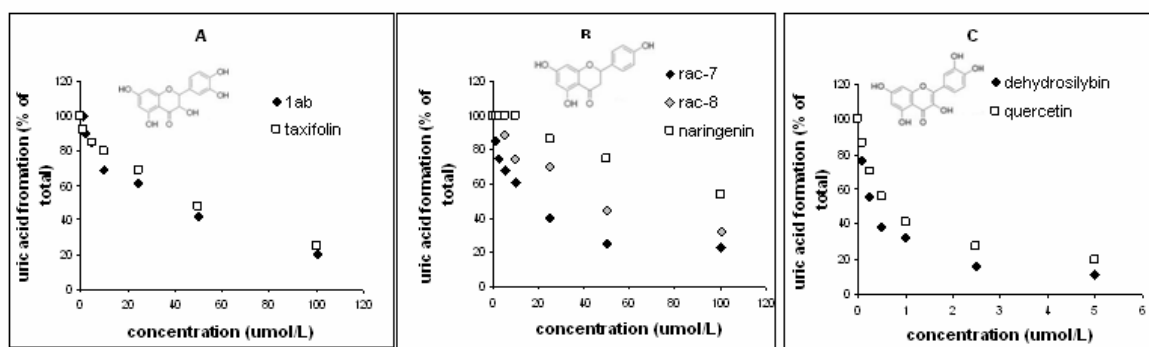 A
OH
OH
HO
O
OH
OH
O
1ab
taxifolin
uric acid fromation (% of
total)
120
100
80
60
40
20
0
0 20 40 60 80 100 120
concentration (umol/L)
B
OH
HO
O
OH
O
rac-7
rac-8
naringenin
uric acid formation (% of
total)
120
100
80
60
40
20
0
0 20 40 60 80 100 120
concentration (umol/L)
C
HO
OH
HO
O
OH
OH
O
dehydrosilybin
quercetin
uric acid formation (% of
total)
120
100
80
60
40
20
0
0 1 2 3 4 5 6
concentration (umol/L)